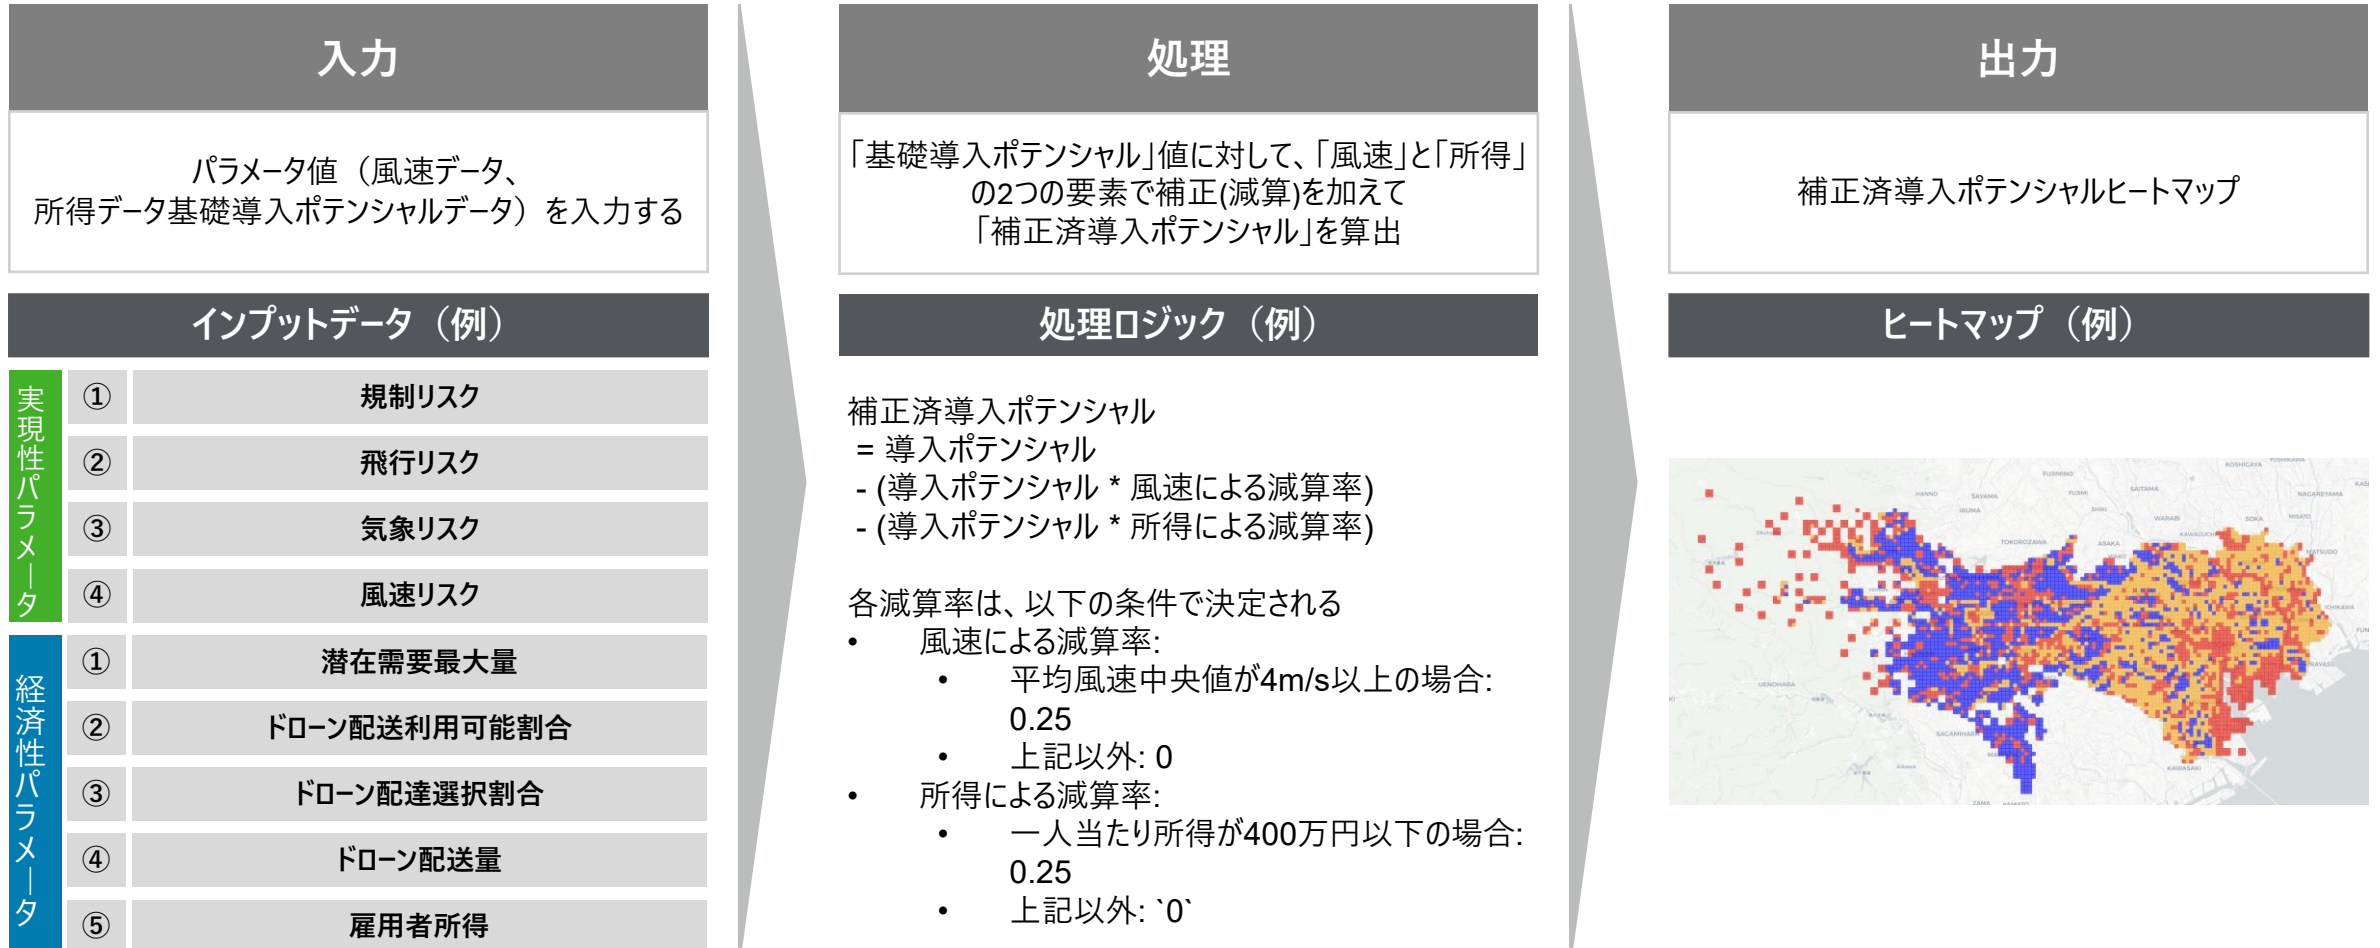 入力
パラメータ値（風速データ、
所得データ基礎導入ポテンシャルデータ）を入力する
インプットデータ（例）
実現性パラメータ
① 規制リスク
② 飛行リスク
③ 気象リスク
④ 風速リスク
経済性パラメータ
① 潜在需要最大量
② ドローン配送利用可能割合
③ ドローン配達選択割合
④ ドローン配送量
⑤ 雇用者所得
処理
「基礎導入ポテンシャル」値に対して、「風速」と「所得」
の2つの要素で補正(減算)を加えて
「補正済導入ポテンシャル」を算出
処理ロジック（例）
補正済導入ポテンシャル
= 導入ポテンシャル
- (導入ポテンシャル * 風速による減算率)
- (導入ポテンシャル * 所得による減算率)
各減算率は、以下の条件で決定される
• 風速による減算率:
• 平均風速中央値が4m/s以上の場合:
0.25
• 上記以外: 0
• 所得による減算率:
• 一人当たり所得が400万円以下の場合:
0.25
• 上記以外: `0`
出力
補正済導入ポテンシャルヒートマップ
ヒートマップ（例）
KOSHIGAYA
FUJIMINO
HANNO
SAYAMA
FUJIMI
SAITAMA
NAGAREYAMA
IRUMA
WARABI
SOKA
MISATO
TOKOROZAWA
ASAKA
MATSUDO
ICHIKAWA
UENOHARA
KAWASAKI
ZAMA